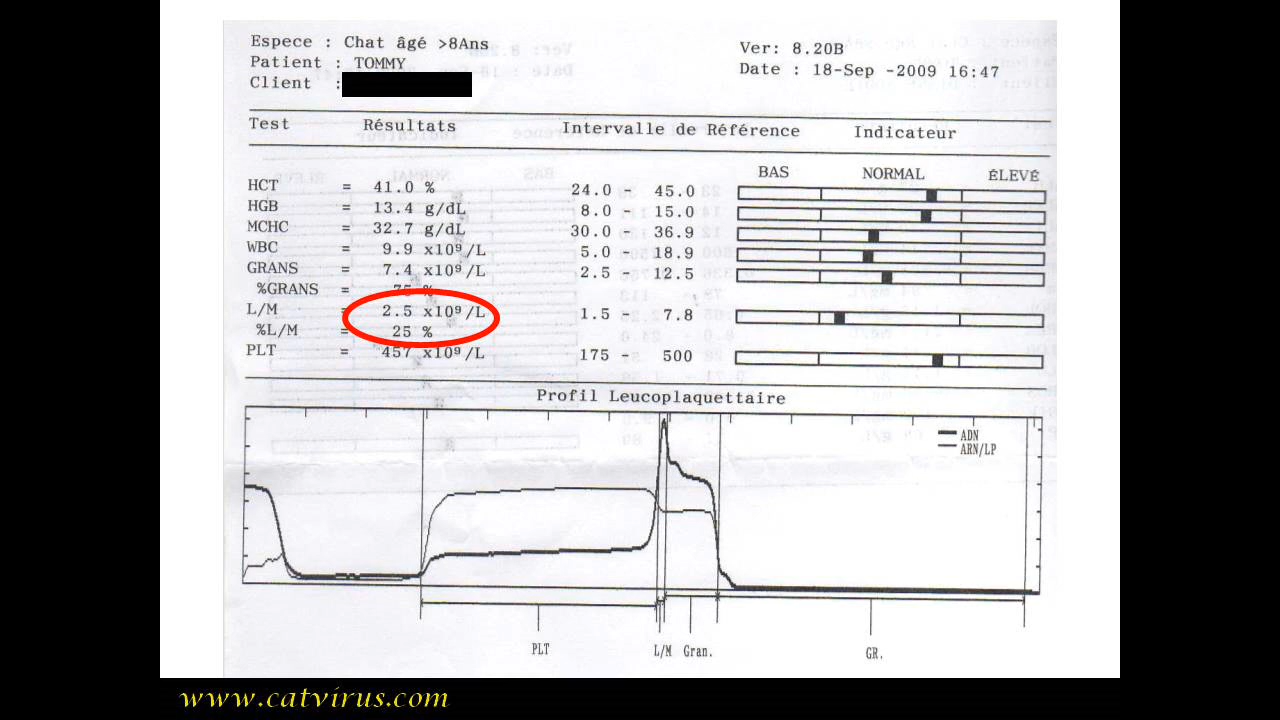 Espece : Chat âgé >8Ans
Patient : TOMMY
Client :
Ver: 8.20B
Date : 18-Sep -2009 16:47
Test Résultats Intervalle de Référence Indicateur
BAS NORMAL ÉLEVÉ
HCT = 41.0 % 24.0 - 45.0
HGB = 13.4 g/dL 8.0 - 15.0
MCHC = 32.7 g/dL 30.0 - 36.9
WBC = 9.9 x10⁹/L 5.0 - 18.9
GRANS = 7.4 x10⁹/L 2.5 - 12.5
%GRANS = 75 %
L/M = 2.5 x10⁹/L 1.5 - 7.8
%L/M = 25 %
PLT = 457 x10⁹/L 175 - 500
Profil Leucoplaquettaire
ADN
ARN/LP
PLT L/M Gran. GR.
www.catvirus.com